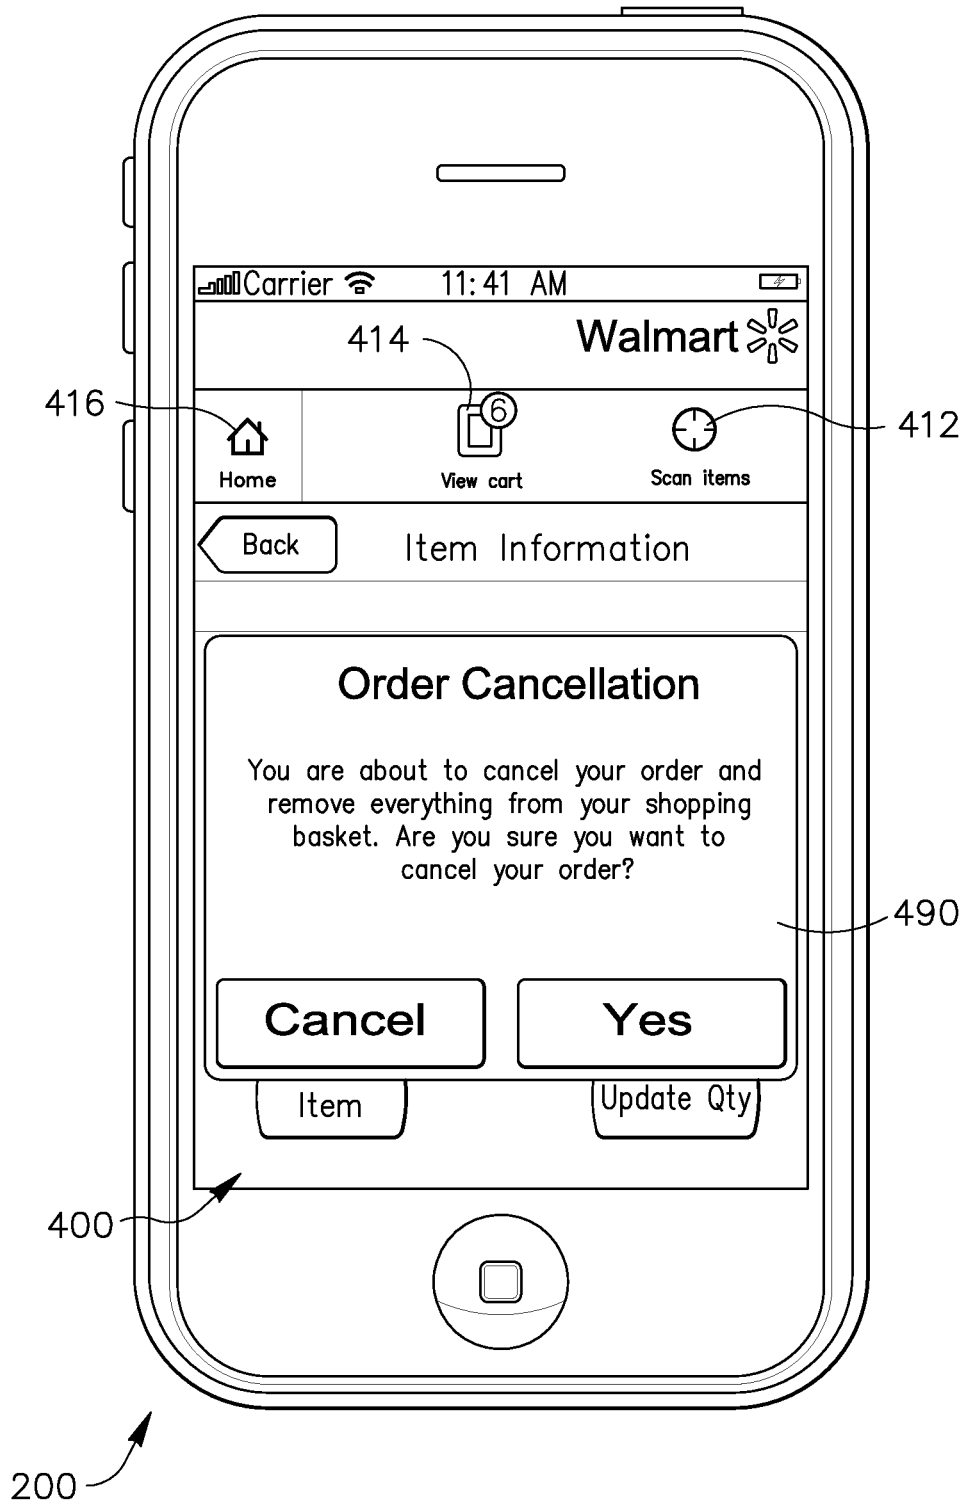 Carrier 11:41 AM
414
Walmart
416
6
412
Home
View cart
Scan items
Back
Item Information
Order Cancellation
You are about to cancel your order and
remove everything from your shopping
basket. Are you sure you want to
cancel your order?
490
Cancel
Yes
Item
Update Qty
400
200